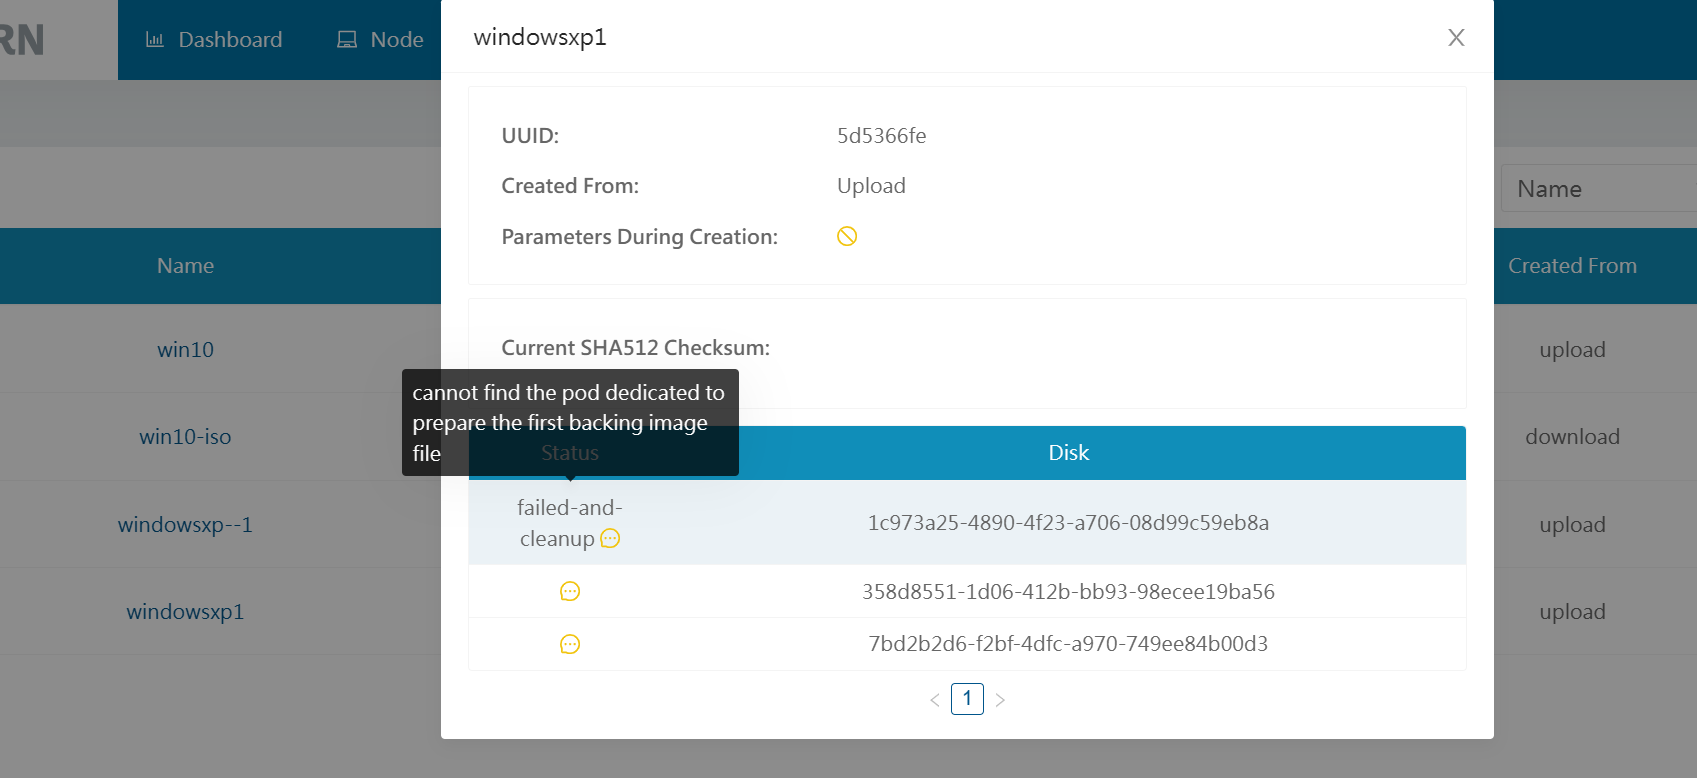 RN
Dashboard
Node
windowsxp1
X
UUID:
5d5366fe
Created From:
Upload
Name
Parameters During Creation:
Name
Created From
win10
upload
Current SHA512 Checksum:
cannot find the pod dedicated to
prepare the first backing image
file
win10-iso
download
Status
Disk
failed-and-
cleanup
1c973a25-4890-4f23-a706-08d99c59eb8a
windowsxp--1
upload
358d8551-1d06-412b-bb93-98ecee19ba56
windowsxp1
upload
7bd2b2d6-f2bf-4dfc-a970-749ee84b00d3
< 1 >